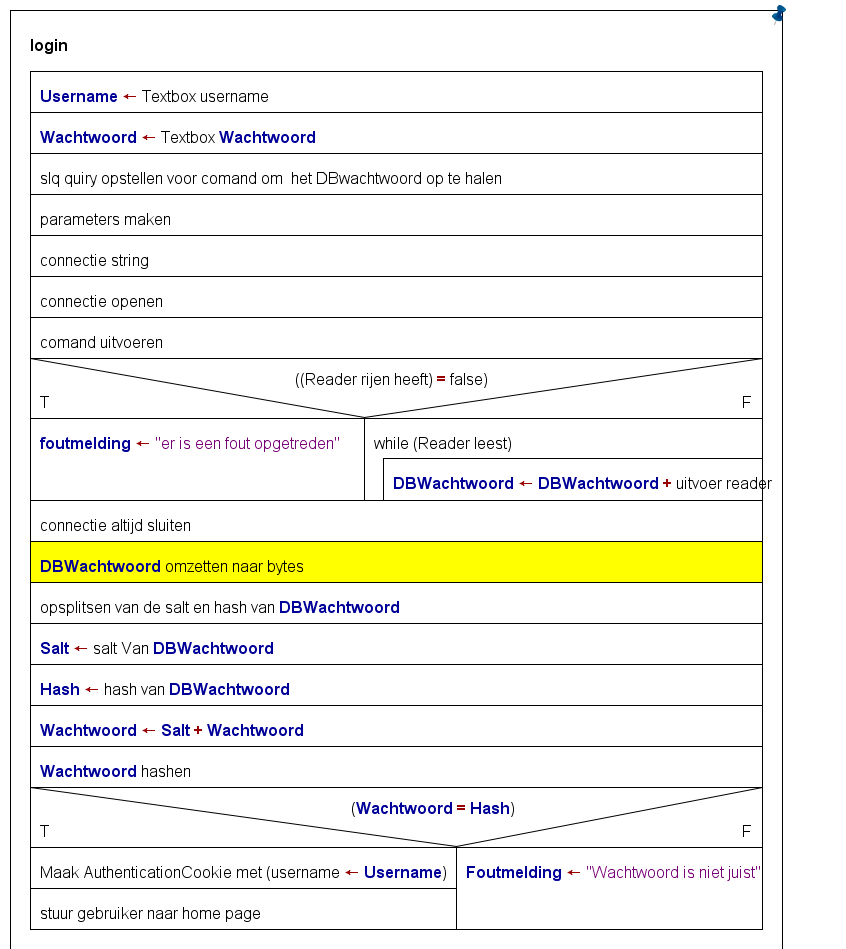 login
Username ← Textbox username
Wachtwoord ← Textbox Wachtwoord
slq quiry opstellen voor comand om  het DBwachtwoord op te halen
parameters maken
connectie string
connectie openen
comand uitvoeren
((Reader rijen heeft) = false)
T
F
foutmelding ← "er is een fout opgetreden"
while (Reader leest)
DBWachtwoord ← DBWachtwoord + uitvoer reader
connectie altijd sluiten
DBWachtwoord omzetten naar bytes
opsplitsen van de salt en hash van DBWachtwoord
Salt ← salt Van DBWachtwoord
Hash ← hash van DBWachtwoord
Wachtwoord ← Salt + Wachtwoord
Wachtwoord hashen
(Wachtwoord = Hash)
T
F
Maak AuthenticationCookie met (username ← Username)
Foutmelding ← "Wachtwoord is niet juist"
stuur gebruiker naar home page